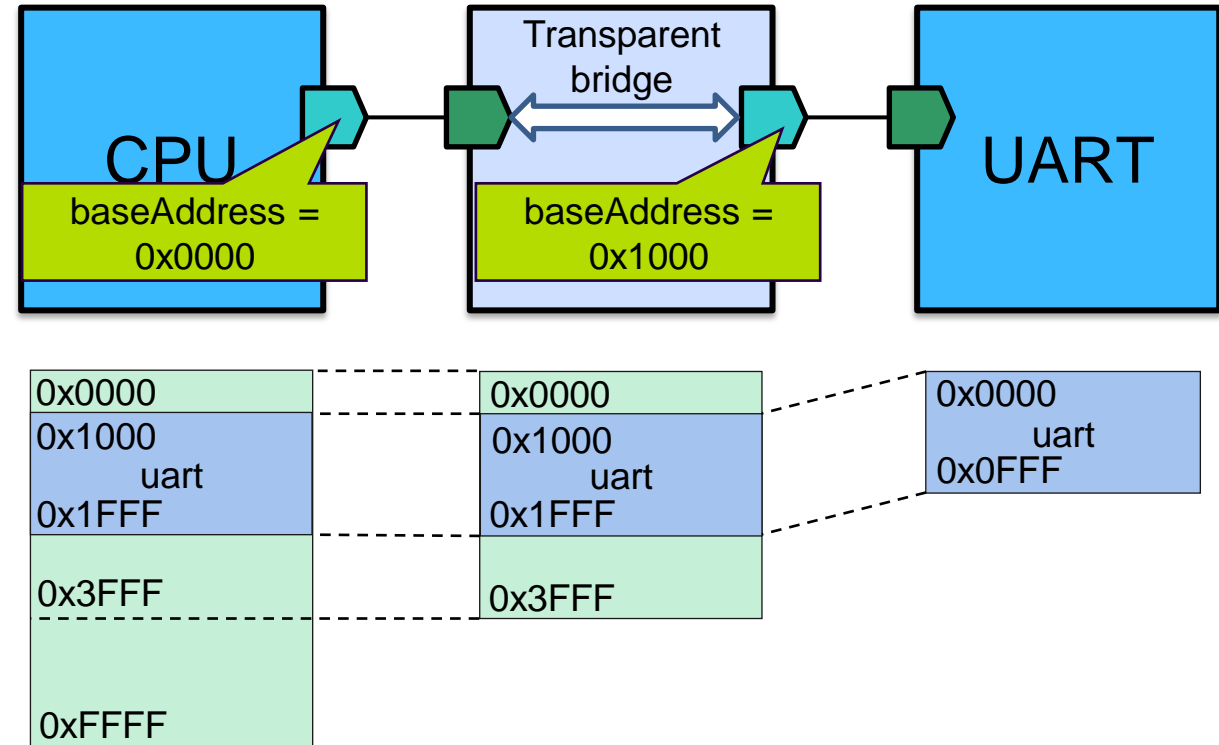 Transparent
bridge
CPU
UART
baseAddress =
0x0000
baseAddress =
0x1000
0x0000
0x1000
uart
0x1FFF
0x3FFF
0xFFFF
0x0000
0x1000
uart
0x1FFF
0x3FFF
0x0000
uart
0x0FFF